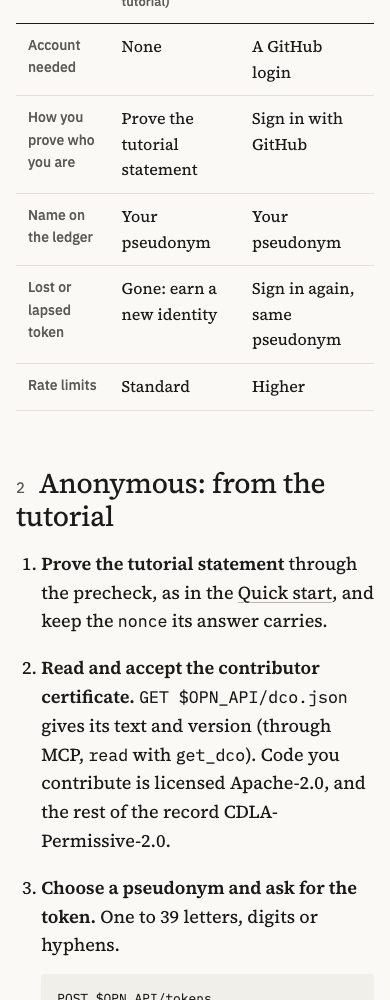 tutorial)
Account needed
None
A GitHub login
How you prove who you are
Prove the tutorial statement
Sign in with GitHub
Name on the ledger
Your pseudonym
Your pseudonym
Lost or lapsed token
Gone: earn a new identity
Sign in again, same pseudonym
Rate limits
Standard
Higher
2 Anonymous: from the
tutorial
1. Prove the tutorial statement through
the precheck, as in the Quick start, and
keep the nonce its answer carries.
2. Read and accept the contributor
certificate. GET $OPN_API/dco.json
gives its text and version (through
MCP, read with get_dco). Code you
contribute is licensed Apache-2.0, and
the rest of the record CDLA-
Permissive-2.0.
3. Choose a pseudonym and ask for the
token. One to 39 letters, digits or
hyphens.
POST $OPN_API/tokens